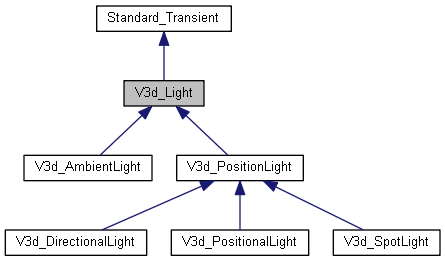 Standard_Transient
V3d_Light
V3d_AmbientLight
V3d_PositionLight
V3d_DirectionalLight
V3d_PositionalLight
V3d_SpotLight